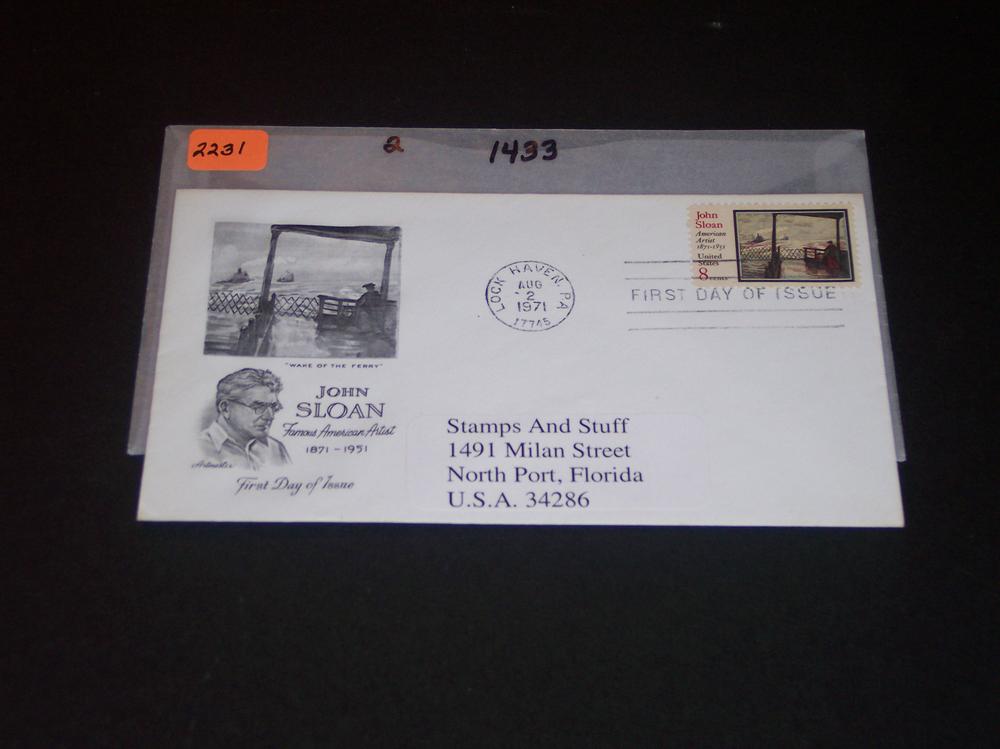 2231
2
1433
John
Sloan
American
Artist
1871-1951
United
States
8 cents
LOCK HAVEN, PA
AUG
2
1971
17745
FIRST DAY OF ISSUE
"WAKE OF THE FERRY"
JOHN
SLOAN
Famous American Artist
1871 - 1951
Artmaster
First Day of Issue
Stamps And Stuff
1491 Milan Street
North Port, Florida
U.S.A. 34286